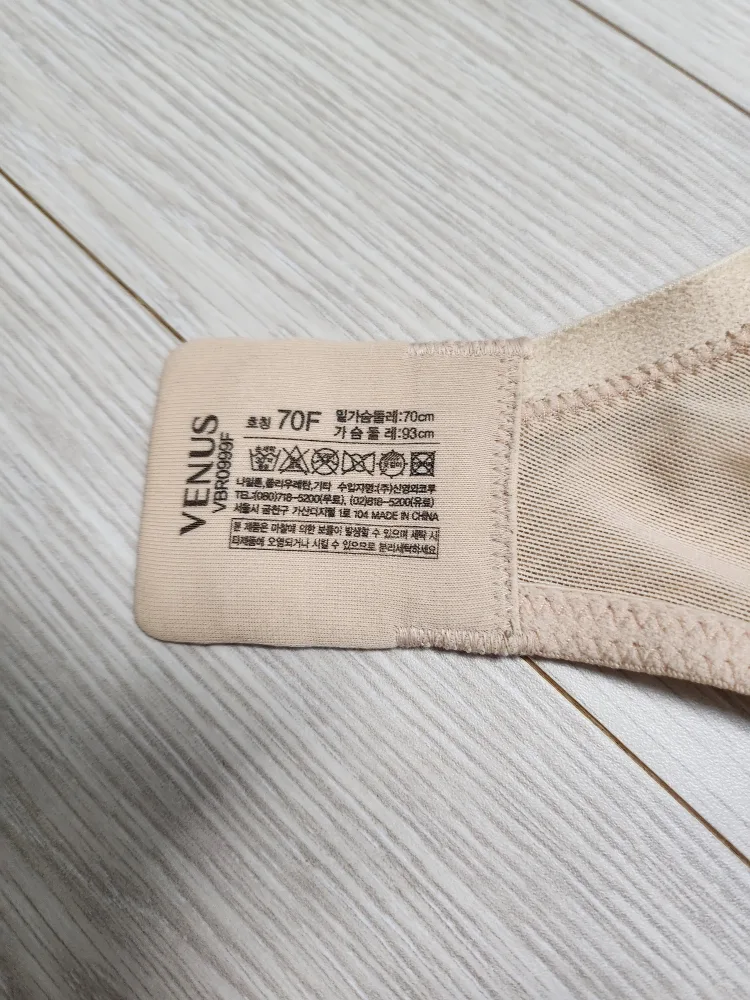 VENUS
VBR0999F
호칭 70F
밑가슴둘레:70cm
가 슴 둘 레:93cm
나일론,폴리우레탄,기타 수입자명:(주)신영와코루
TEL:(080)718-5200(무료), (02)818-5200(유료)
서울시 금천구 가산디지털 1로 104 MADE IN CHINA
본 제품은 마찰에 의한 보풀이 발생할 수 있으며 세탁 시
타제품에 오염되거나 시킬 수 있으므로 분리세탁하세요